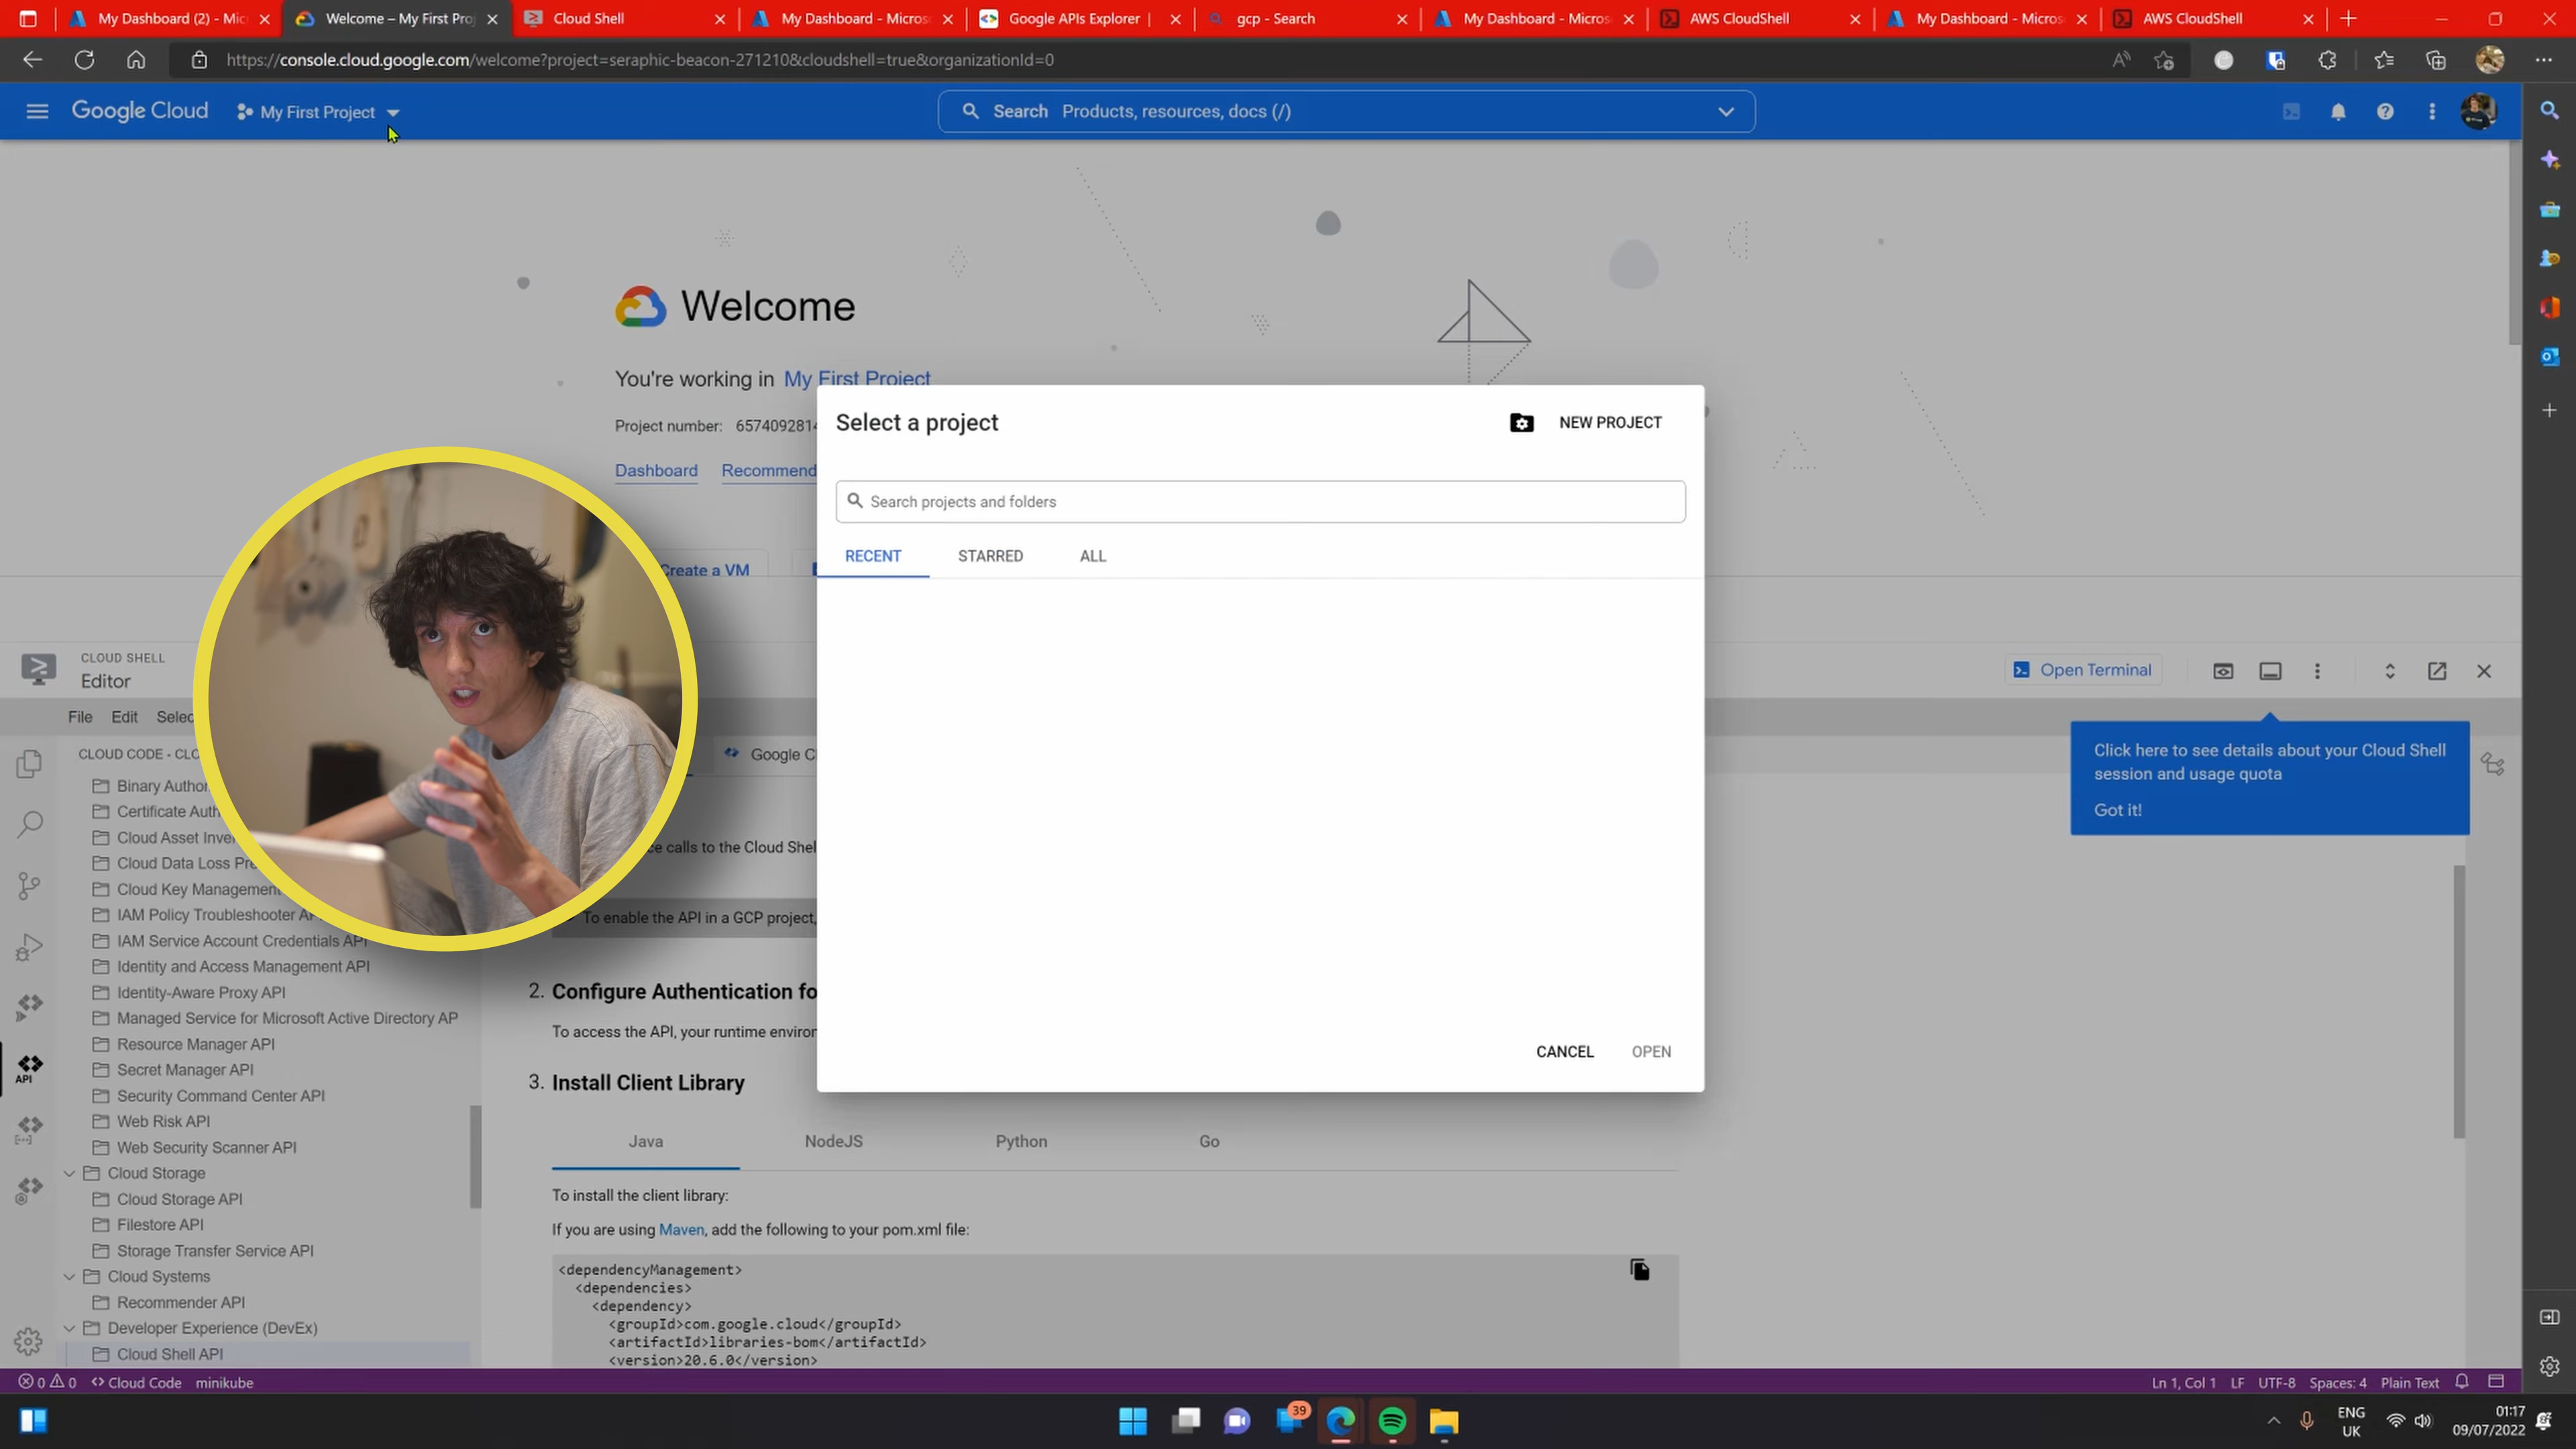 My Dashboard (2) - Mic
Welcome – My First Proj
Cloud Shell
My Dashboard - Microso
Google APIs Explorer |
gcp - Search
My Dashboard - Microso
AWS CloudShell
My Dashboard - Microso
AWS CloudShell
https://console.cloud.google.com/welcome?project=seraphic-beacon-271210&cloudshell=true&organizationId=0
Google Cloud
My First Project
Search Products, resources, docs (/)
Welcome
You're working in My First Project
Project number: 6574092814
Dashboard
Recommend
Create a VM
Select a project
NEW PROJECT
Search projects and folders
RECENT
STARRED
ALL
CANCEL
OPEN
CLOUD SHELL
Editor
Open Terminal
File
Edit
Selec
Click here to see details about your Cloud Shell
session and usage quota
Got it!
CLOUD CODE - CLO
Google C
Binary Author
Certificate Auth
Cloud Asset Inve
Cloud Data Loss Pre
Cloud Key Management
IAM Policy Troubleshooter AP
IAM Service Account Credentials API
Identity and Access Management API
Identity-Aware Proxy API
Managed Service for Microsoft Active Directory AP
Resource Manager API
Secret Manager API
Security Command Center API
Web Risk API
Web Security Scanner API
Cloud Storage
Cloud Storage API
Filestore API
Storage Transfer Service API
Cloud Systems
Recommender API
Developer Experience (DevEx)
Cloud Shell API
API
ce calls to the Cloud Shel
To enable the API in a GCP project,
2. Configure Authentication fo
To access the API, your runtime environ
3. Install Client Library
Java
NodeJS
Python
Go
To install the client library:
If you are using Maven, add the following to your pom.xml file:
<dependencyManagement>
<dependencies>
<dependency>
<groupId>com.google.cloud</groupId>
<artifactId>libraries-bom</artifactId>
<version>20.6.0</version>
0
0
Cloud Code
minikube
Ln 1, Col 1
LF
UTF-8
Spaces: 4
Plain Text
39
ENG
UK
01:17
09/07/2022